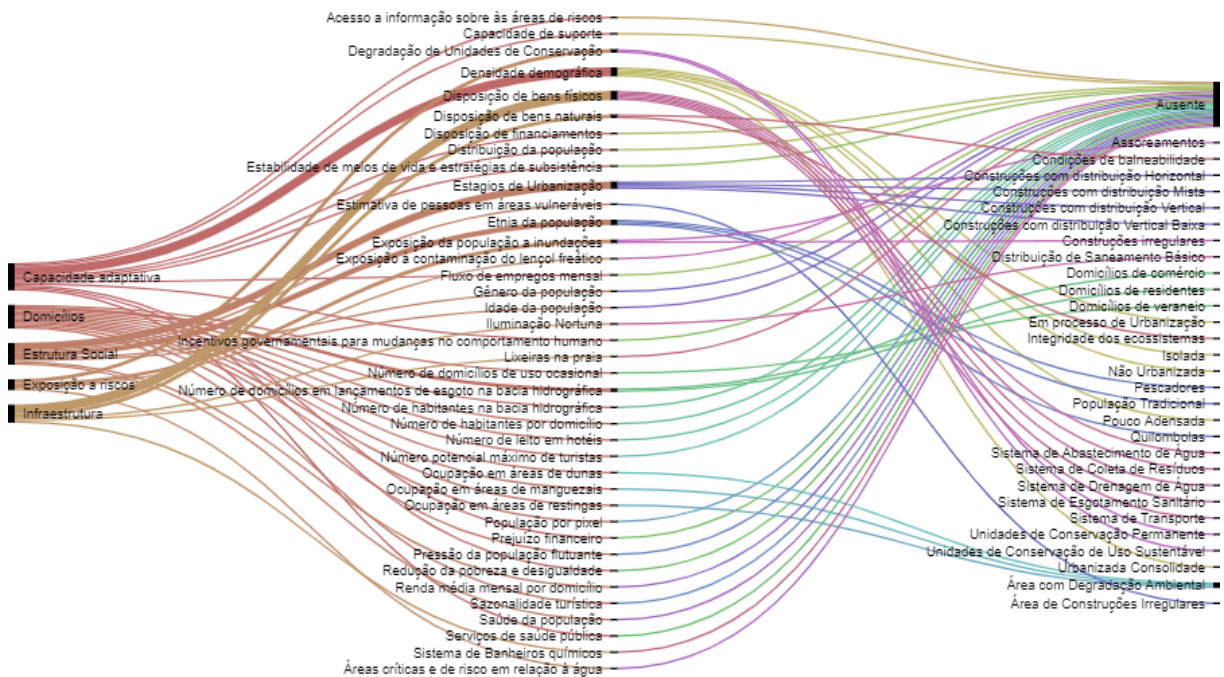 Capacidade adaptativa
Domicílios
Estrutura Social
Exposição a riscos
Infraestrutura
Acesso a informação sobre às áreas de riscos
Capacidade de suporte
Degradação de Unidades de Conservação
Densidade demográfica
Disposição de bens físicos
Disposição de bens naturais
Disposição de financiamentos
Distribuição da população
Estabilidade de meios de vida e estratégias de subsistência
Estagios de Urbanização
Estimativa de pessoas em áreas vulneráveis
Etnia da população
Exposição da população a inundações
Exposição à contaminação do lençol freático
Fluxo de empregos mensal
Gênero da população
Idade da população
Iluminação Nortuna
Incentivos governamentais para mudanças no comportamento humano
Lixeiras na praia
Número de domicílios de uso ocasional
Número de domicílios em lançamentos de esgoto na bacia hidrográfica
Número de habitantes na bacia hidrográfica
Número de habitantes por domicílio
Número de leito em hotéis
Número potencial máximo de turistas
Ocupação em áreas de dunas
Ocupação em áreas de manguezais
Ocupação em áreas de restingas
População por pixel
Prejuízo financeiro
Pressão da população flutuante
Redução da pobreza e desigualdade
Renda média mensal por domicílio
Sazonalidade turística
Saúde da população
Serviços de saúde pública
Sistema de Banheiros químicos
Áreas críticas e de risco em relação à água
Ausente
Assoreamentos
Condições de balneabilidade
Construções com distribuição Horizontal
Construções com distribuição Mista
Construções com distribuição Vertical
Construções com distribuição Vertical Baixa
Construções irregulares
Distribuição de Saneamento Básico
Domicílios de comércio
Domicílios de residentes
Domicílios de veraneio
Em processo de Urbanização
Integridade dos ecossistemas
Isolada
Não Urbanizada
Pescadores
População Tradicional
Pouco Adensada
Quilombolas
Sistema de Abastecimento de Água
Sistema de Coleta de Resíduos
Sistema de Drenagem de Água
Sistema de Esgotamento Sanitário
Sistema de Transporte
Unidades de Conservação Permanente
Unidades de Conservação de Uso Sustentável
Urbanizada Consolidade
Área com Degradação Ambiental
Área de Construções Irregulares